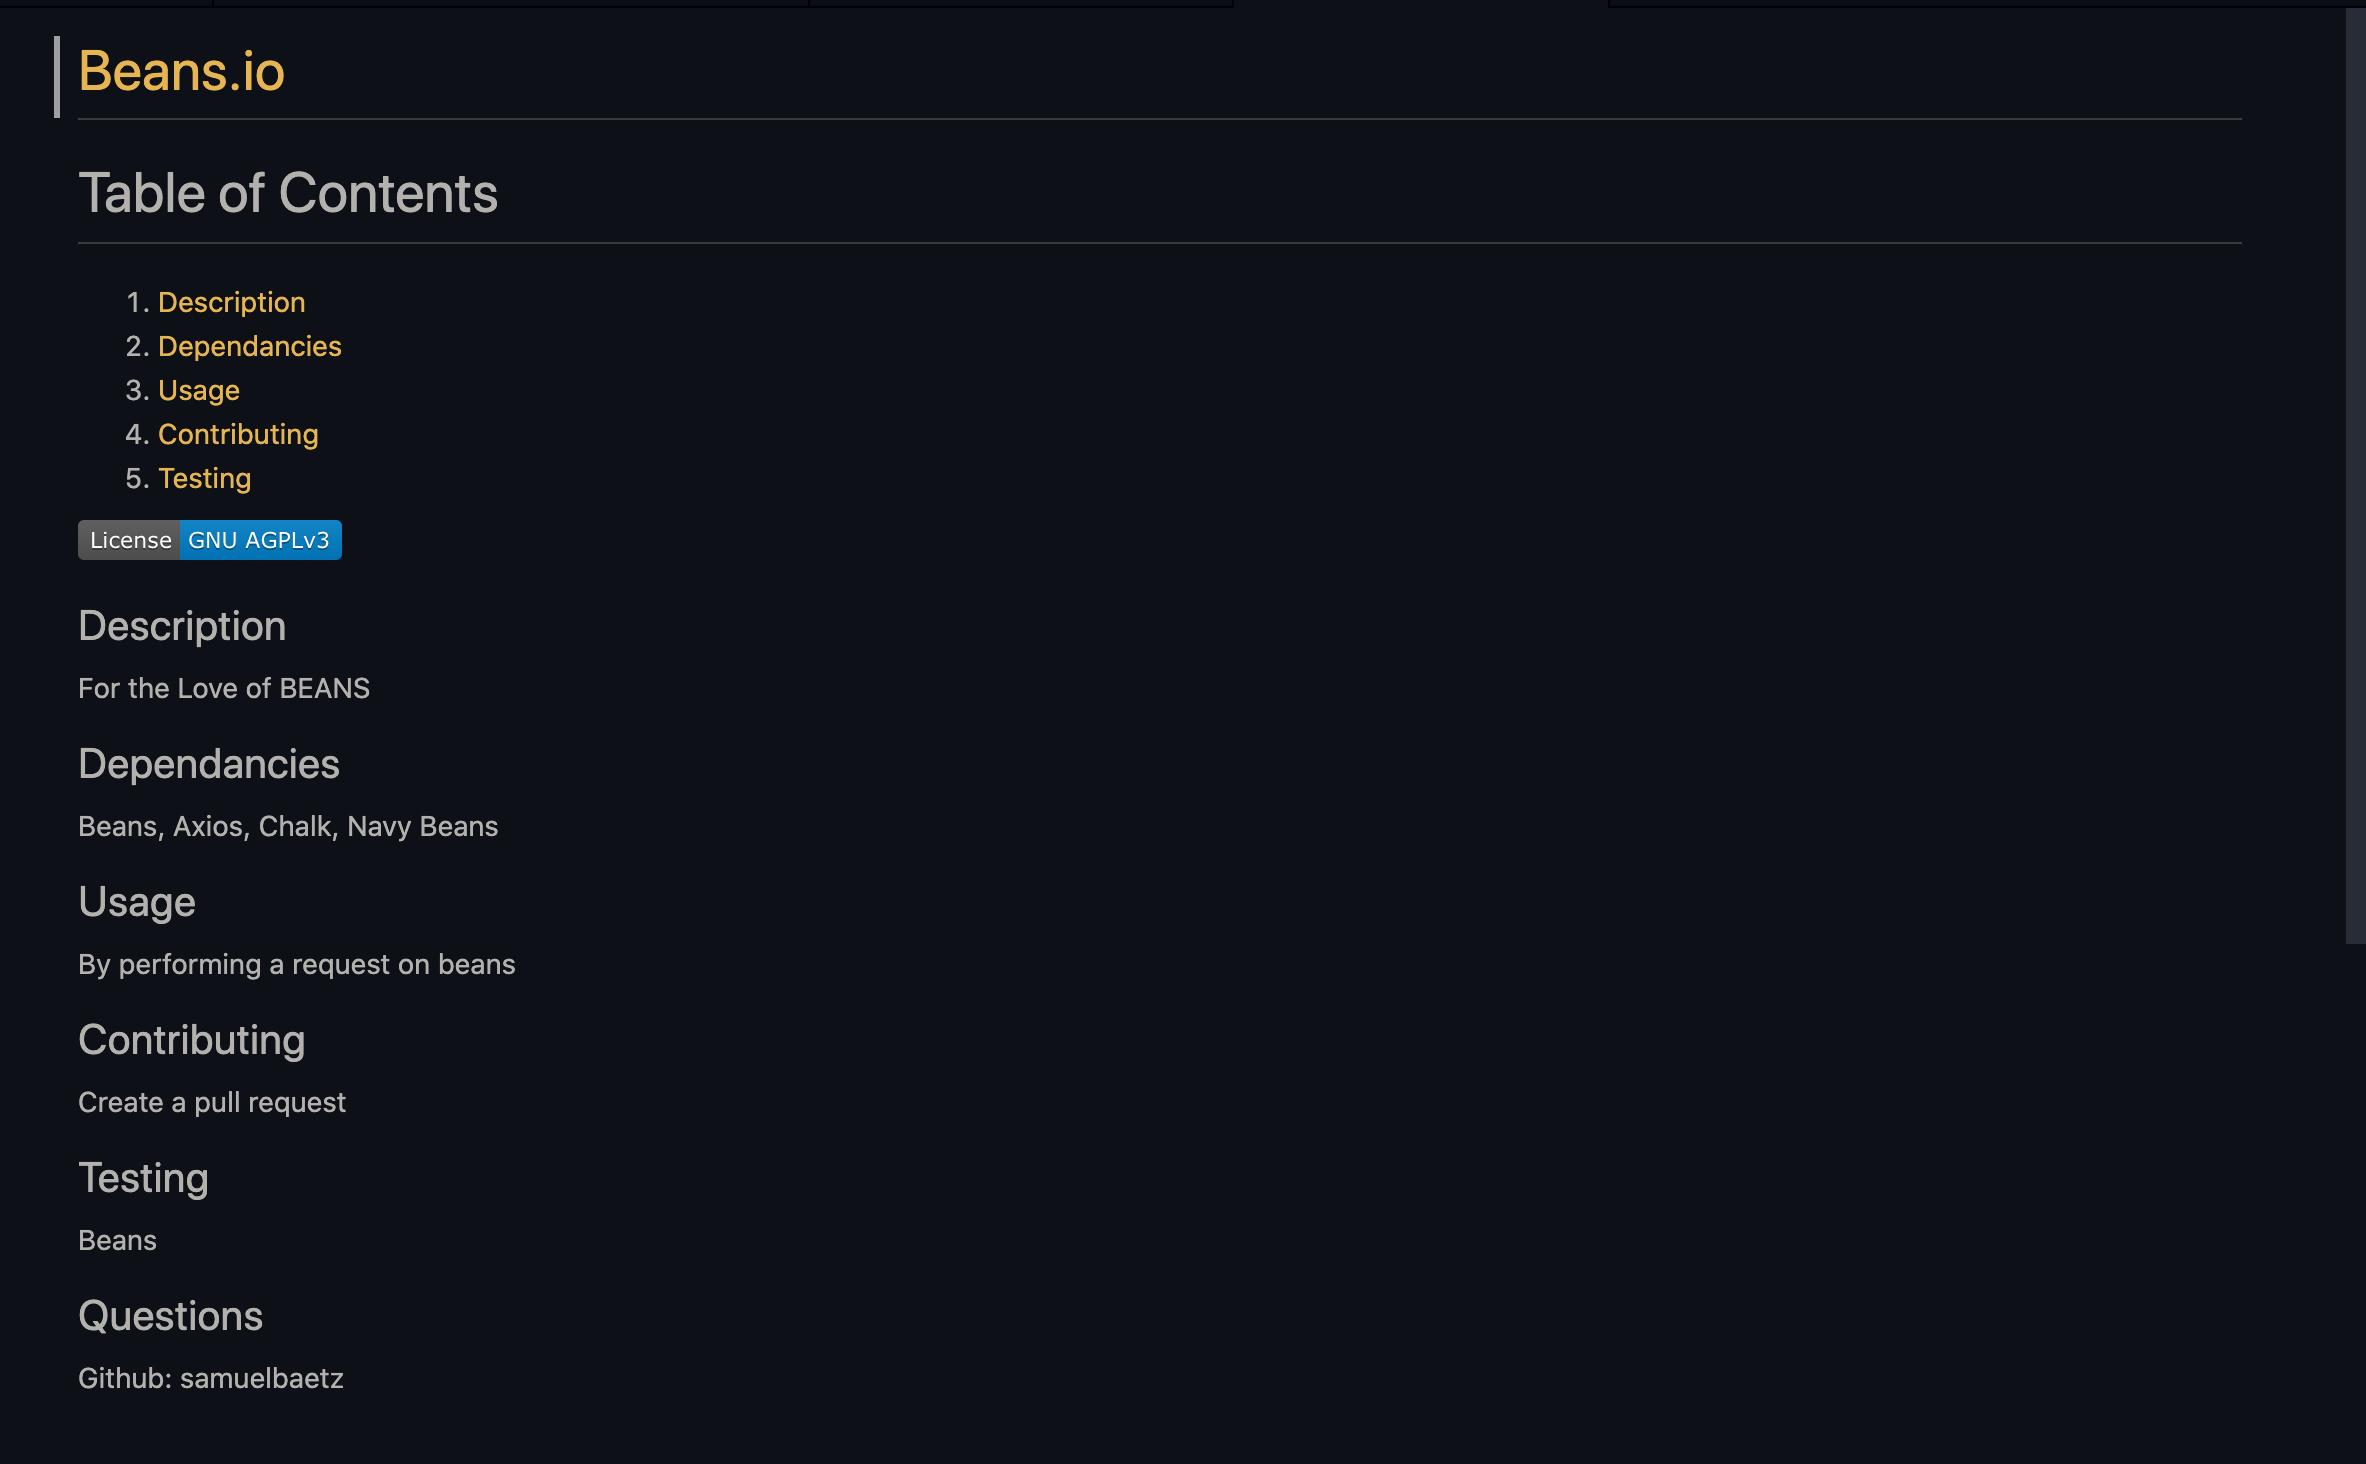 Beans.io
Table of Contents
1. Description
2. Dependancies
3. Usage
4. Contributing
5. Testing
License GNU AGPLv3
Description
For the Love of BEANS
Dependancies
Beans, Axios, Chalk, Navy Beans
Usage
By performing a request on beans
Contributing
Create a pull request
Testing
Beans
Questions
Github: samuelbaetz